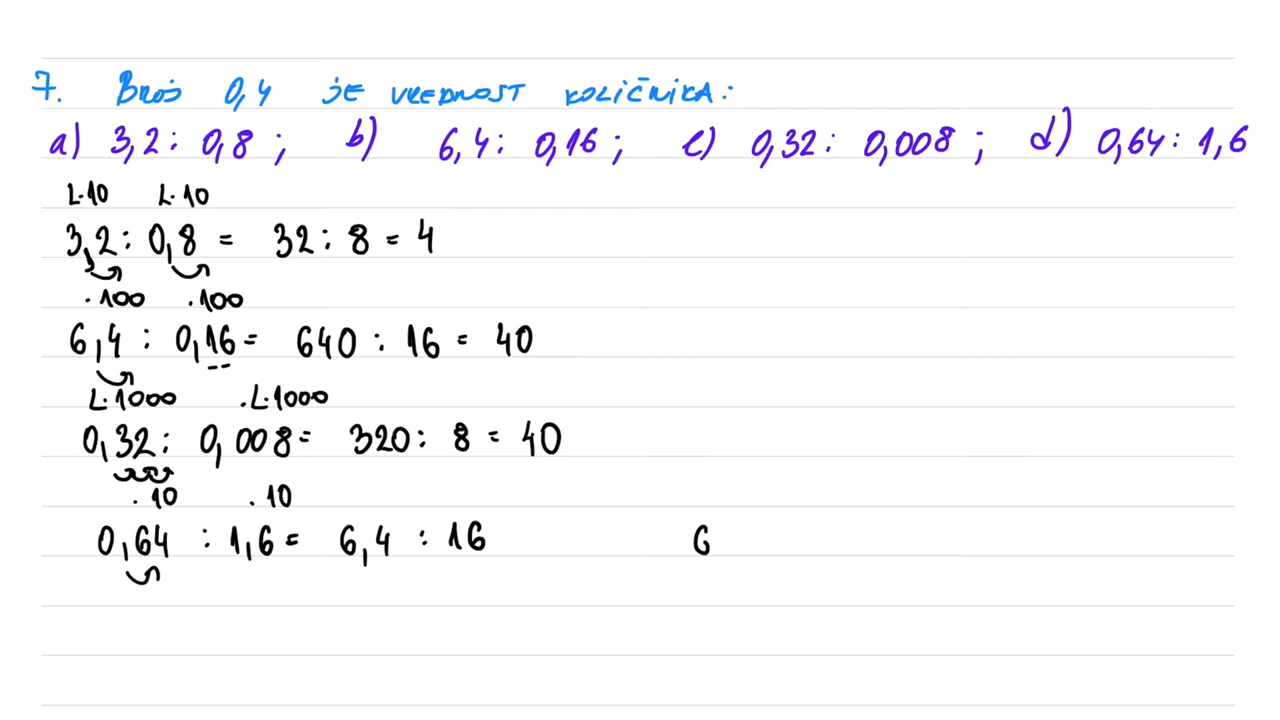 7. BROJ 0,4 JE VREDNOST KOLIČNIKA:
a) 3,2 : 0,8 ; b) 6,4 : 0,16 ; c) 0,32 : 0,008 ; d) 0,64 : 1,6
L·10 L·10
3,2 : 0,8 = 32 : 8 = 4
·100 ·100
6,4 : 0,16 = 640 : 16 = 40
L·1000 .L·1000
0,32 : 0,008 = 320 : 8 = 40
·10 ·10
0,64 : 1,6 = 6,4 : 16 6